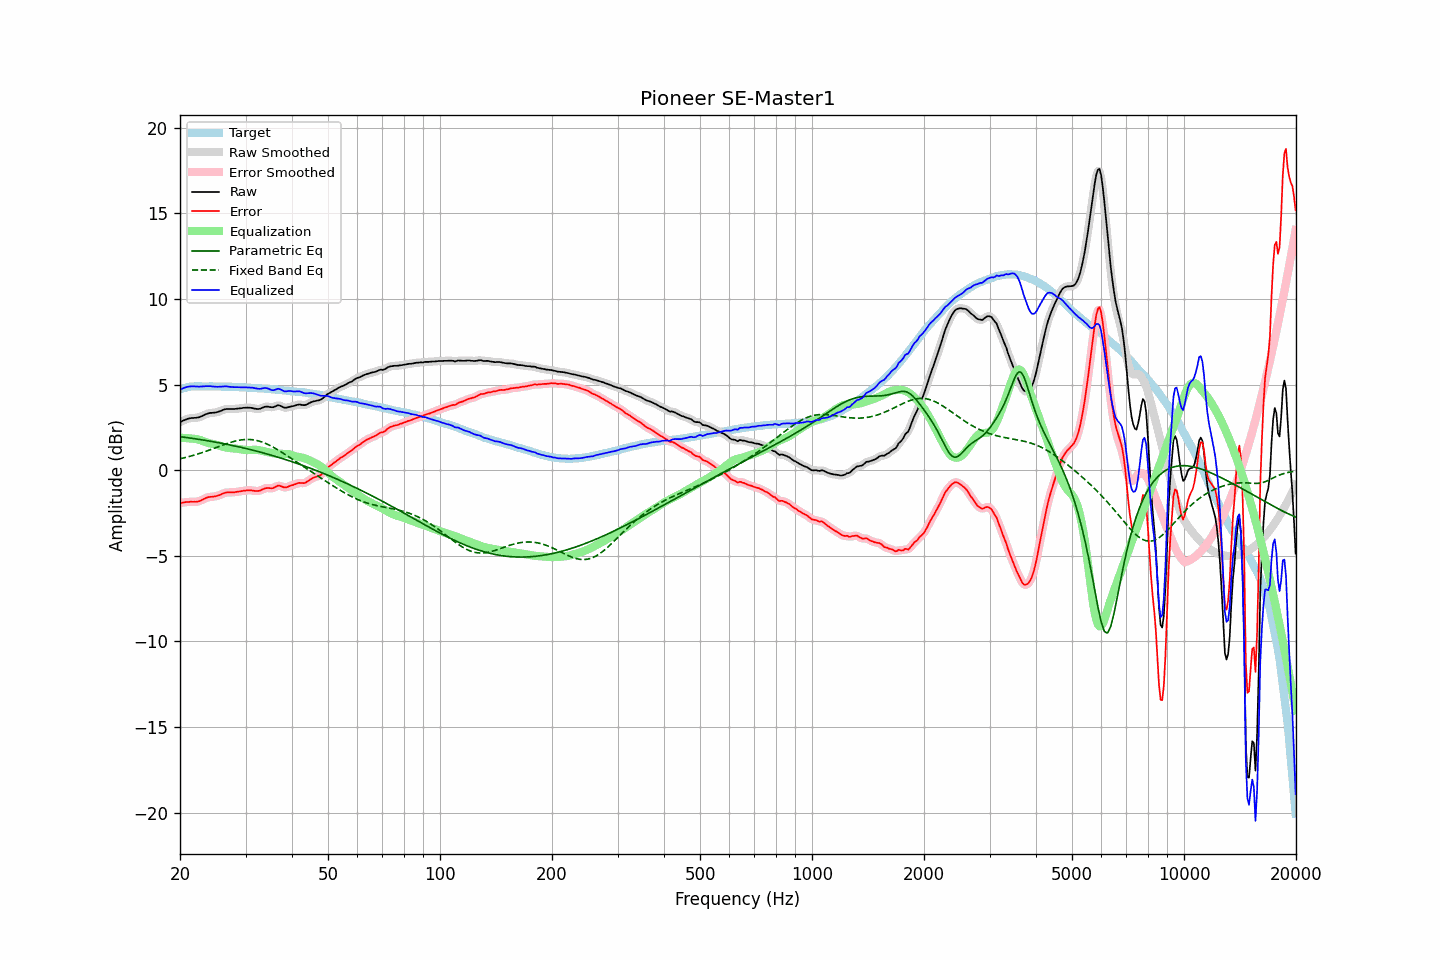 Pioneer SE-Master1
Target
Raw Smoothed
Error Smoothed
Raw
Error
Equalization
Parametric Eq
Fixed Band Eq
Equalized
Amplitude (dBr)
20
15
10
5
0
−5
−10
−15
−20
20 50 100 200 500 1000 2000 5000 10000 20000
Frequency (Hz)